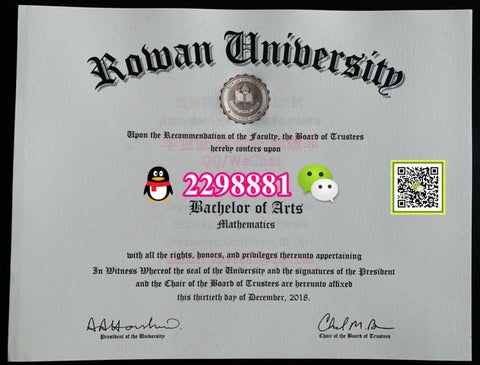 Rowan University
Upon the Recommendation of the Faculty, the Board of Trustees
hereby confers upon
QQ/WeChat
2298881
Bachelor of Arts
Mathematics
with all the rights, honors, and privileges thereunto appertaining
In Witness Whereof the seal of the University and the signatures of the President
and the Chair of the Board of Trustees are hereunto affixed
this thirtieth day of December, 2018.
President of the University
Chair of the Board of Trustees